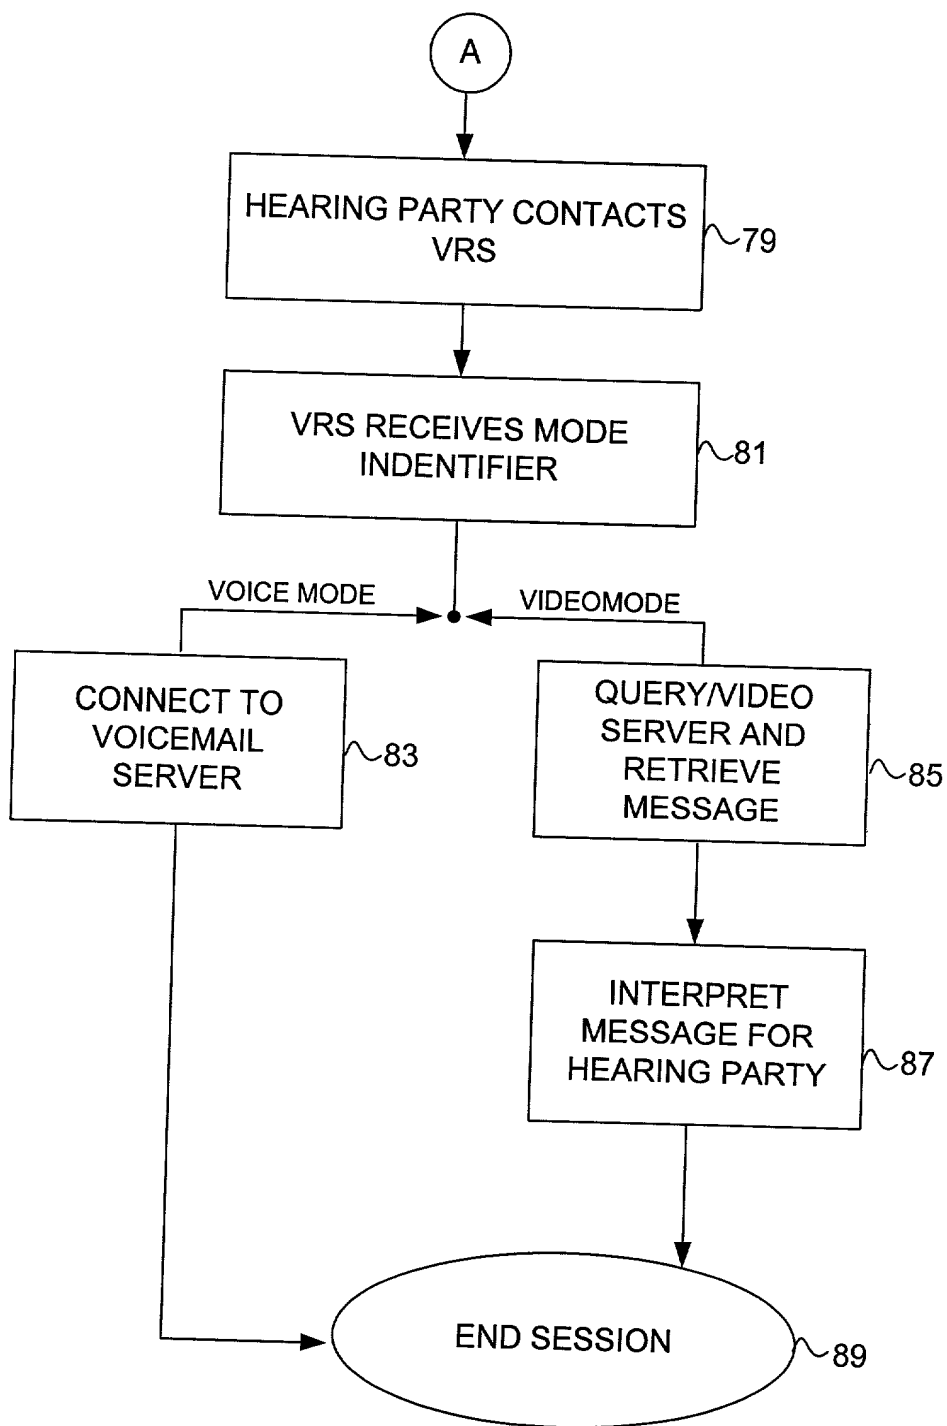 A
HEARING PARTY CONTACTS
VRS
79
VRS RECEIVES MODE
INDENTIFIER
81
VOICE MODE
VIDEOMODE
CONNECT TO
VOICEMAIL
SERVER
83
QUERY/VIDEO
SERVER AND
RETRIEVE
MESSAGE
85
INTERPRET
MESSAGE FOR
HEARING PARTY
87
END SESSION
89